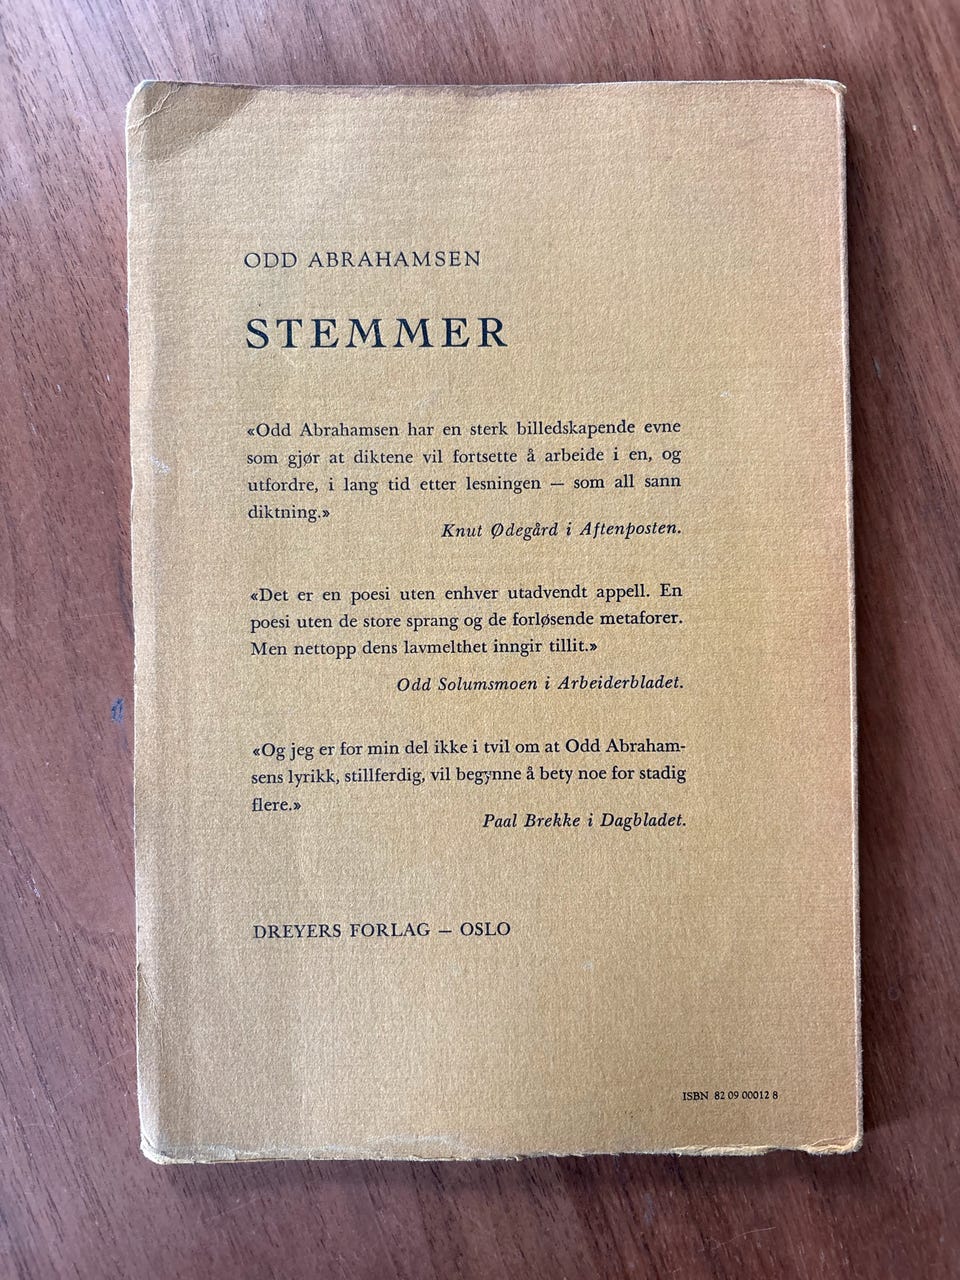 ODD ABRAHAMSEN
STEMMER
«Odd Abrahamsen har en sterk billedskapende evne
som gjør at diktene vil fortsette å arbeide i en, og
utfordre, i lang tid etter lesningen — som all sann
diktning.»
Knut Ødegård i Aftenposten.
«Det er en poesi uten enhver utadvendt appell. En
poesi uten de store sprang og de forløsende metaforer.
Men nettopp dens lavmelthet inngir tillit.»
Odd Solumsmoen i Arbeiderbladet.
«Og jeg er for min del ikke i tvil om at Odd Abraham-
sens lyrikk, stillferdig, vil begynne å bety noe for stadig
flere.»
Paal Brekke i Dagbladet.
DREYERS FORLAG — OSLO
ISBN 82 09 00012 8